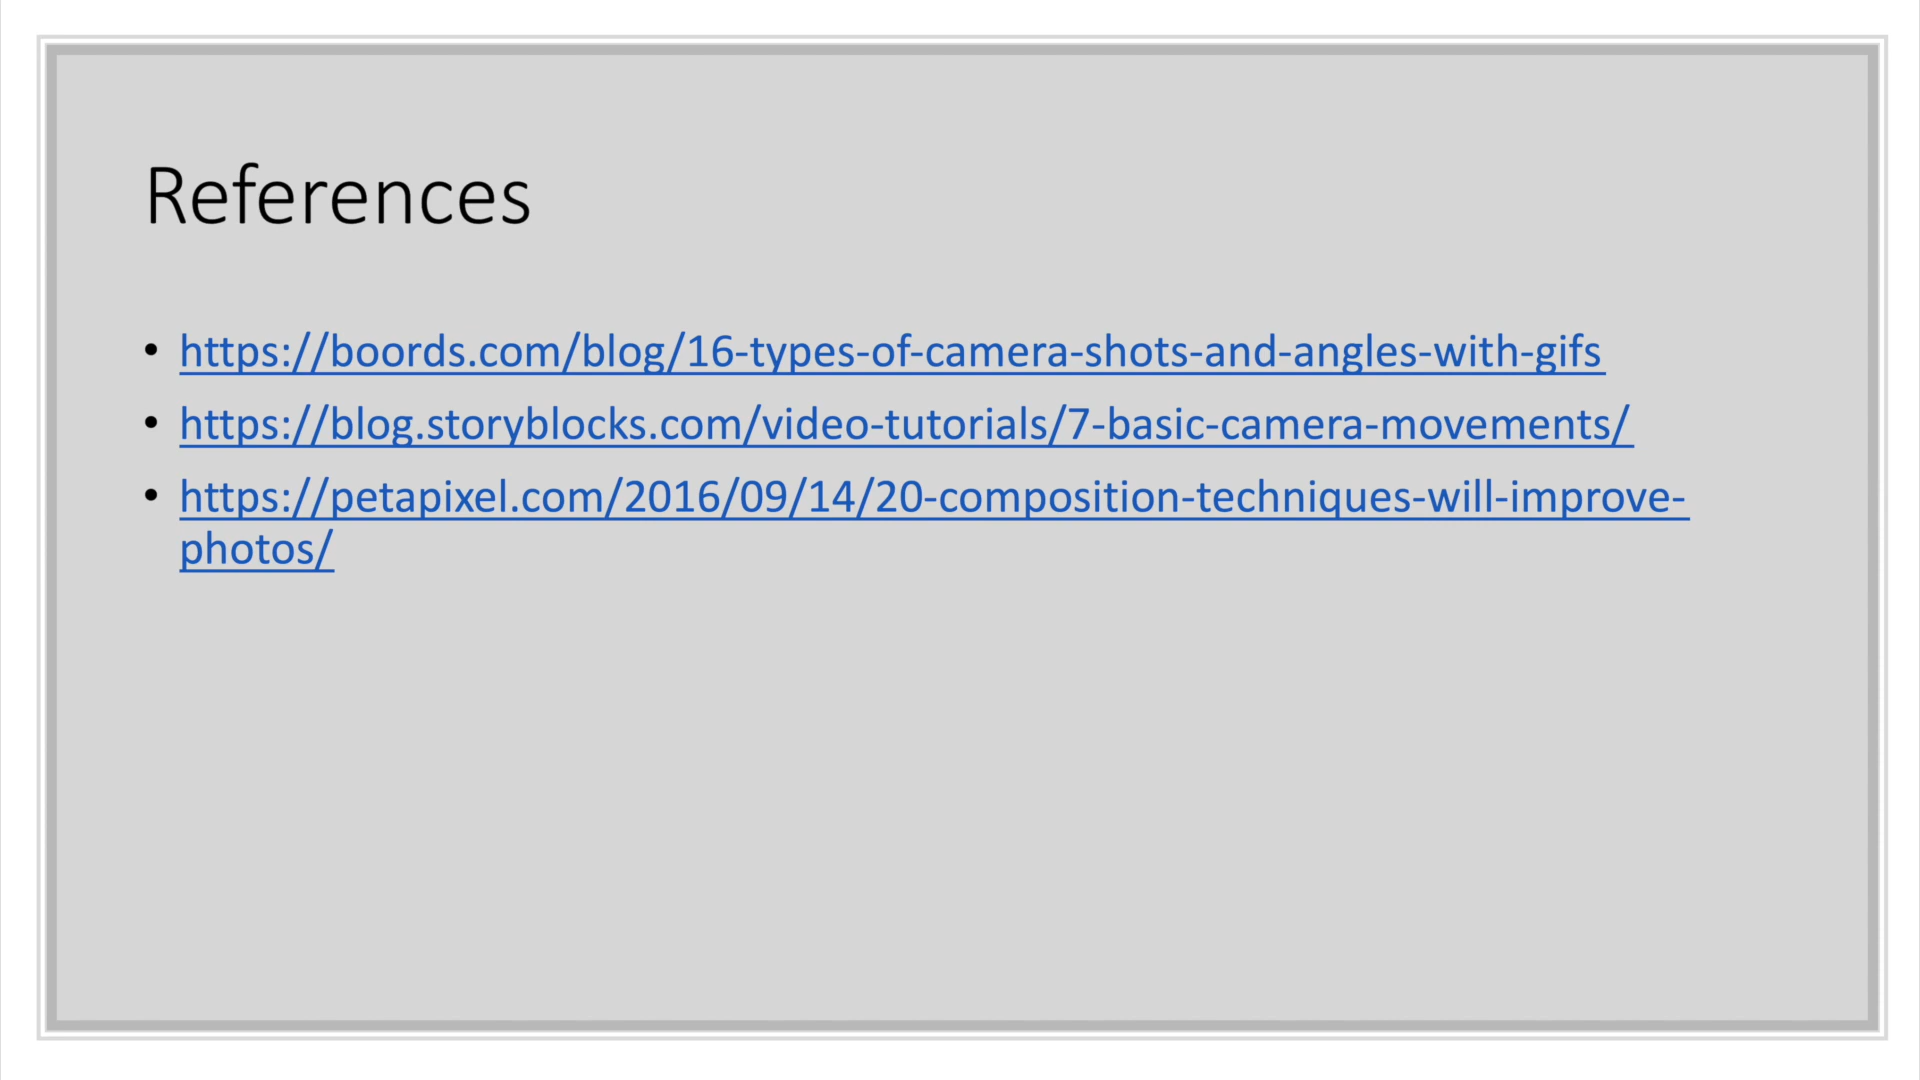 References
• https://boords.com/blog/16-types-of-camera-shots-and-angles-with-gifs
• https://blog.storyblocks.com/video-tutorials/7-basic-camera-movements/
• https://petapixel.com/2016/09/14/20-composition-techniques-will-improve-
photos/